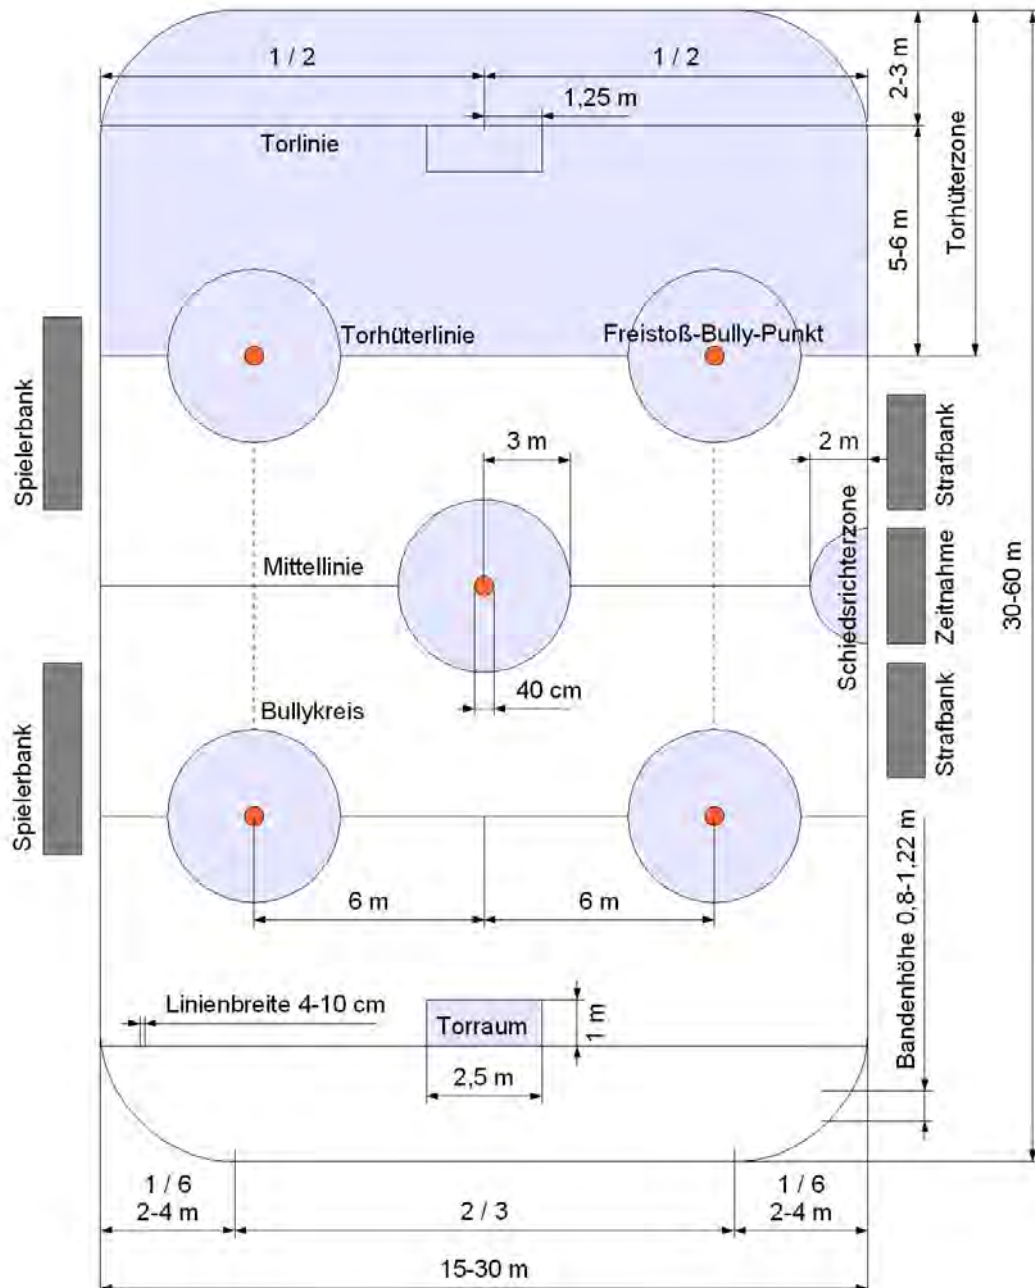 1 / 2
1 / 2
2-3 m
1,25 m
Torlinie
Torhüterzone
5-6 m
Torhüterlinie
Freistoß-Bully-Punkt
Spielerbank
3 m
2 m
Strafbank
Schiedsrichterzone
Mittellinie
Zeitnahme
30-60 m
40 cm
Bullykreis
Spielerbank
Strafbank
6 m
6 m
Bandenhöhe 0,8-1,22 m
Linienbreite 4-10 cm
Torraum
1 m
2,5 m
1 / 6
2-4 m
2 / 3
1 / 6
2-4 m
15-30 m